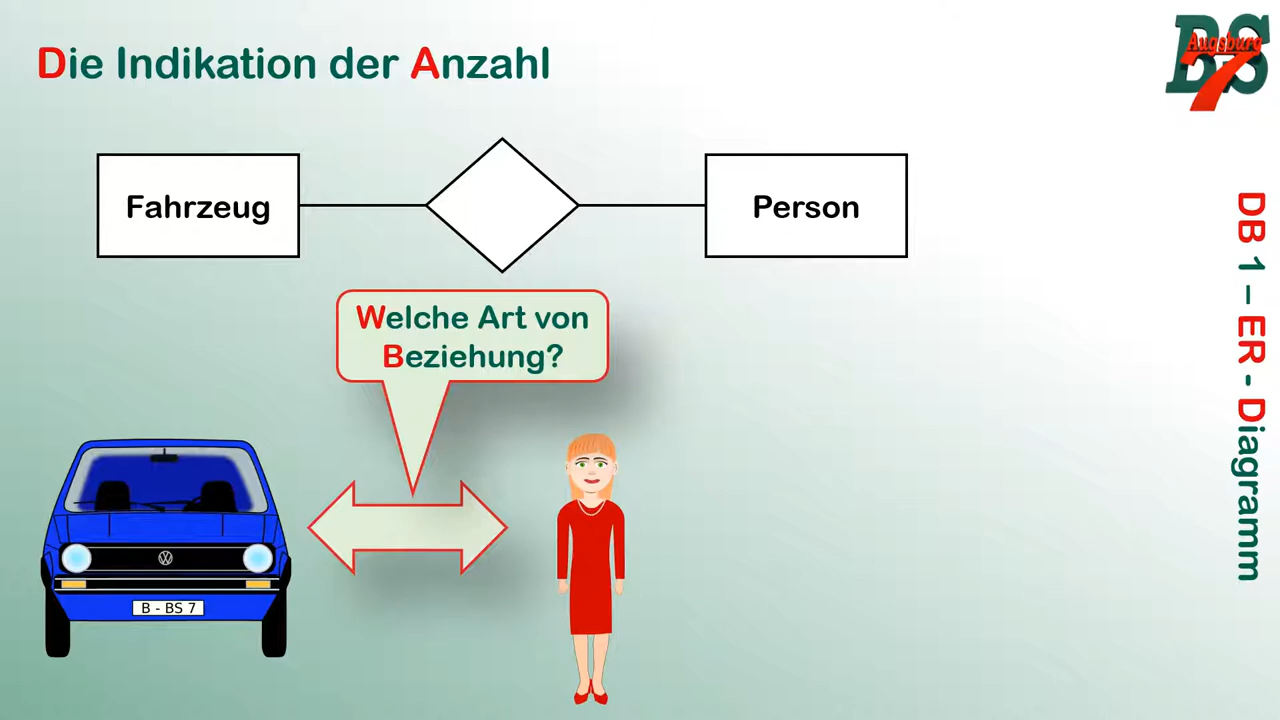 Die Indikation der Anzahl
BS
Augsburg
7
Fahrzeug
Person
Welche Art von
Beziehung?
B - BS 7
DB 1 – ER - Diagramm